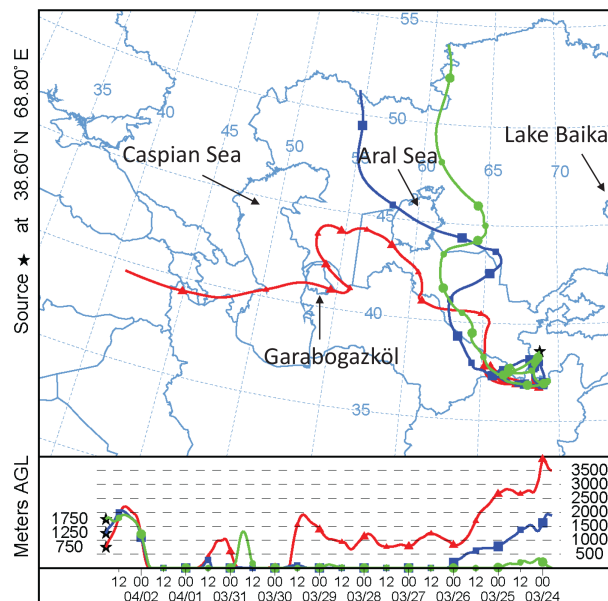 Source ★ at 38.60° N 68.80° E
55
35
40
45
50
50
65
70
Lake Baika
Caspian Sea
Aral Sea
55
60
45
40
Garabogazköl
35
Meters AGL
1750
1250
750
3500
3000
2500
2000
1500
1000
500
12 00 12 00 12 00 12 00 12 00 12 00 12 00 12 00 12 00 12 00
04/02 04/01 03/31 03/30 03/29 03/28 03/27 03/26 03/25 03/24